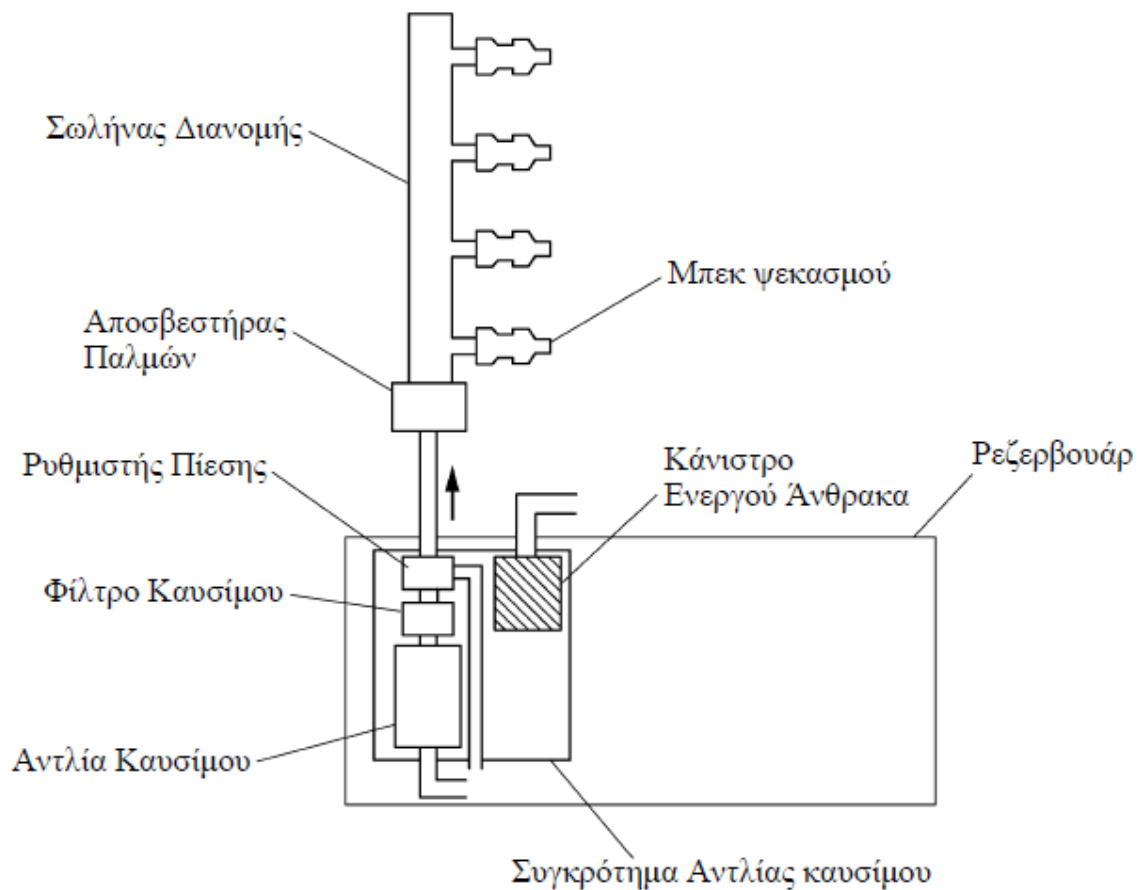 Σωλήνας Διανομής
Μπεκ ψεκασμού
Αποσβεστήρας
Παλμών
Ρυθμιστής Πίεσης
Κάνιστρο
Ενεργού Άνθρακα
Ρεζερβουάρ
Φίλτρο Καυσίμου
Αντλία Καυσίμου
Συγκρότημα Αντλίας καυσίμου